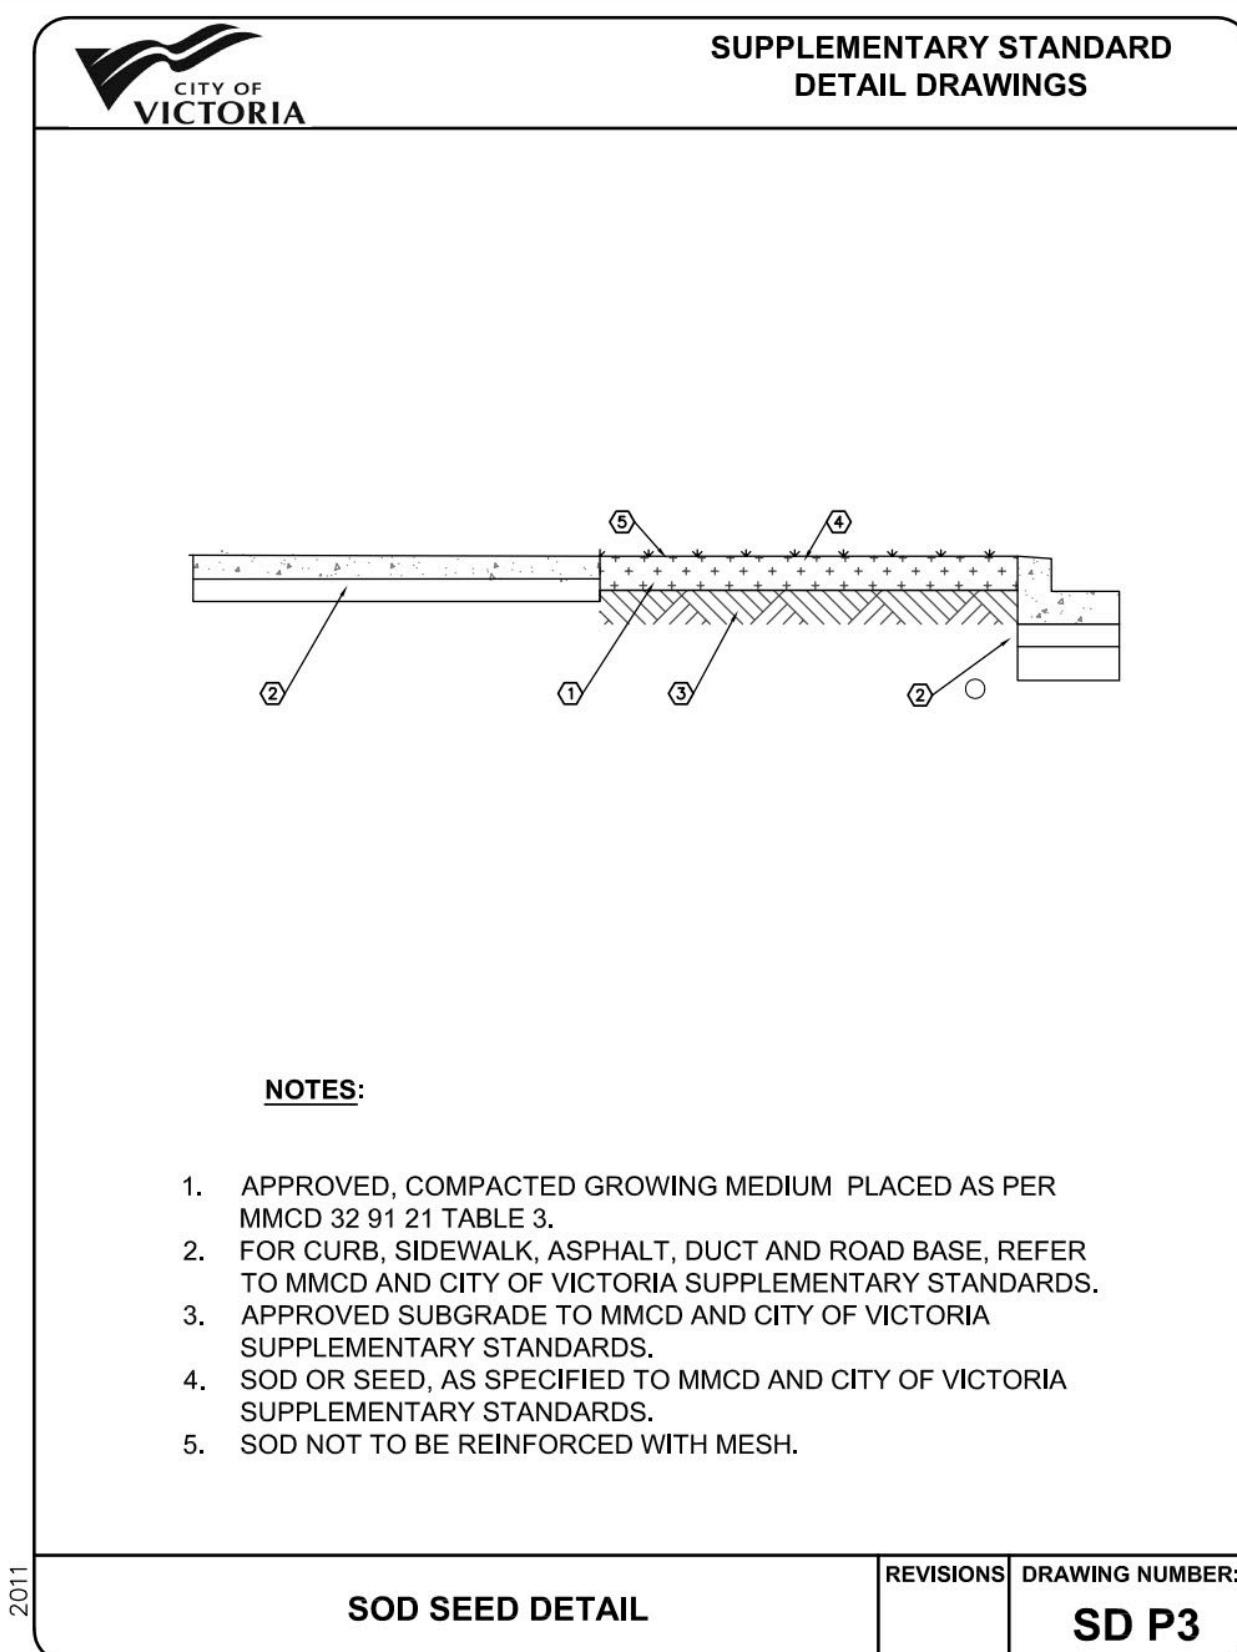 CITY OF
VICTORIA
SUPPLEMENTARY STANDARD
DETAIL DRAWINGS
5
4
2
1
3
2
NOTES:
1. APPROVED, COMPACTED GROWING MEDIUM PLACED AS PER
MMCD 32 91 21 TABLE 3.
2. FOR CURB, SIDEWALK, ASPHALT, DUCT AND ROAD BASE, REFER
TO MMCD AND CITY OF VICTORIA SUPPLEMENTARY STANDARDS.
3. APPROVED SUBGRADE TO MMCD AND CITY OF VICTORIA
SUPPLEMENTARY STANDARDS.
4. SOD OR SEED, AS SPECIFIED TO MMCD AND CITY OF VICTORIA
SUPPLEMENTARY STANDARDS.
5. SOD NOT TO BE REINFORCED WITH MESH.
2011
SOD SEED DETAIL
REVISIONS
DRAWING NUMBER:
SD P3